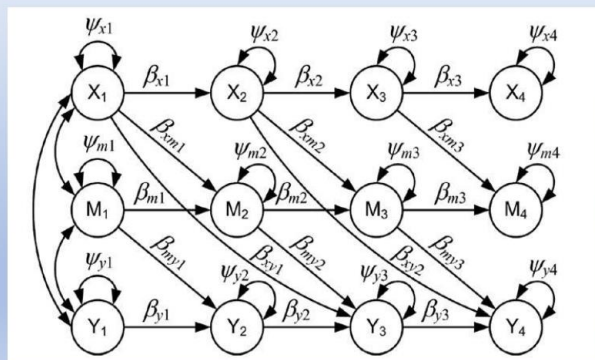 ψx1 ψx2 ψx3 ψx4
X1 βx1 X2 βx2 X3 βx3 X4
βxm1 βxm2 βxm3
ψm1 ψm2 ψm3 ψm4
M1 βm1 M2 βm2 M3 βm3 M4
βmy1 βxy1 βmy2 βxy2 βmy3
ψy1 ψy2 ψy3 ψy4
Y1 βy1 Y2 βy2 Y3 βy3 Y4